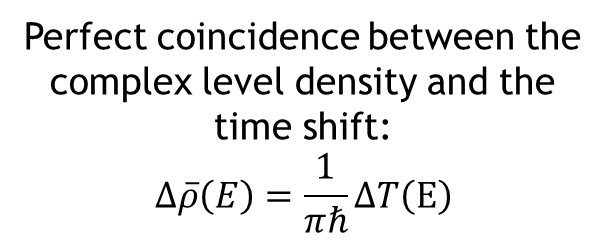 Perfect coincidence between the
complex level density and the
time shift:
Δρ̄(E) = 1/πħ ΔT(E)